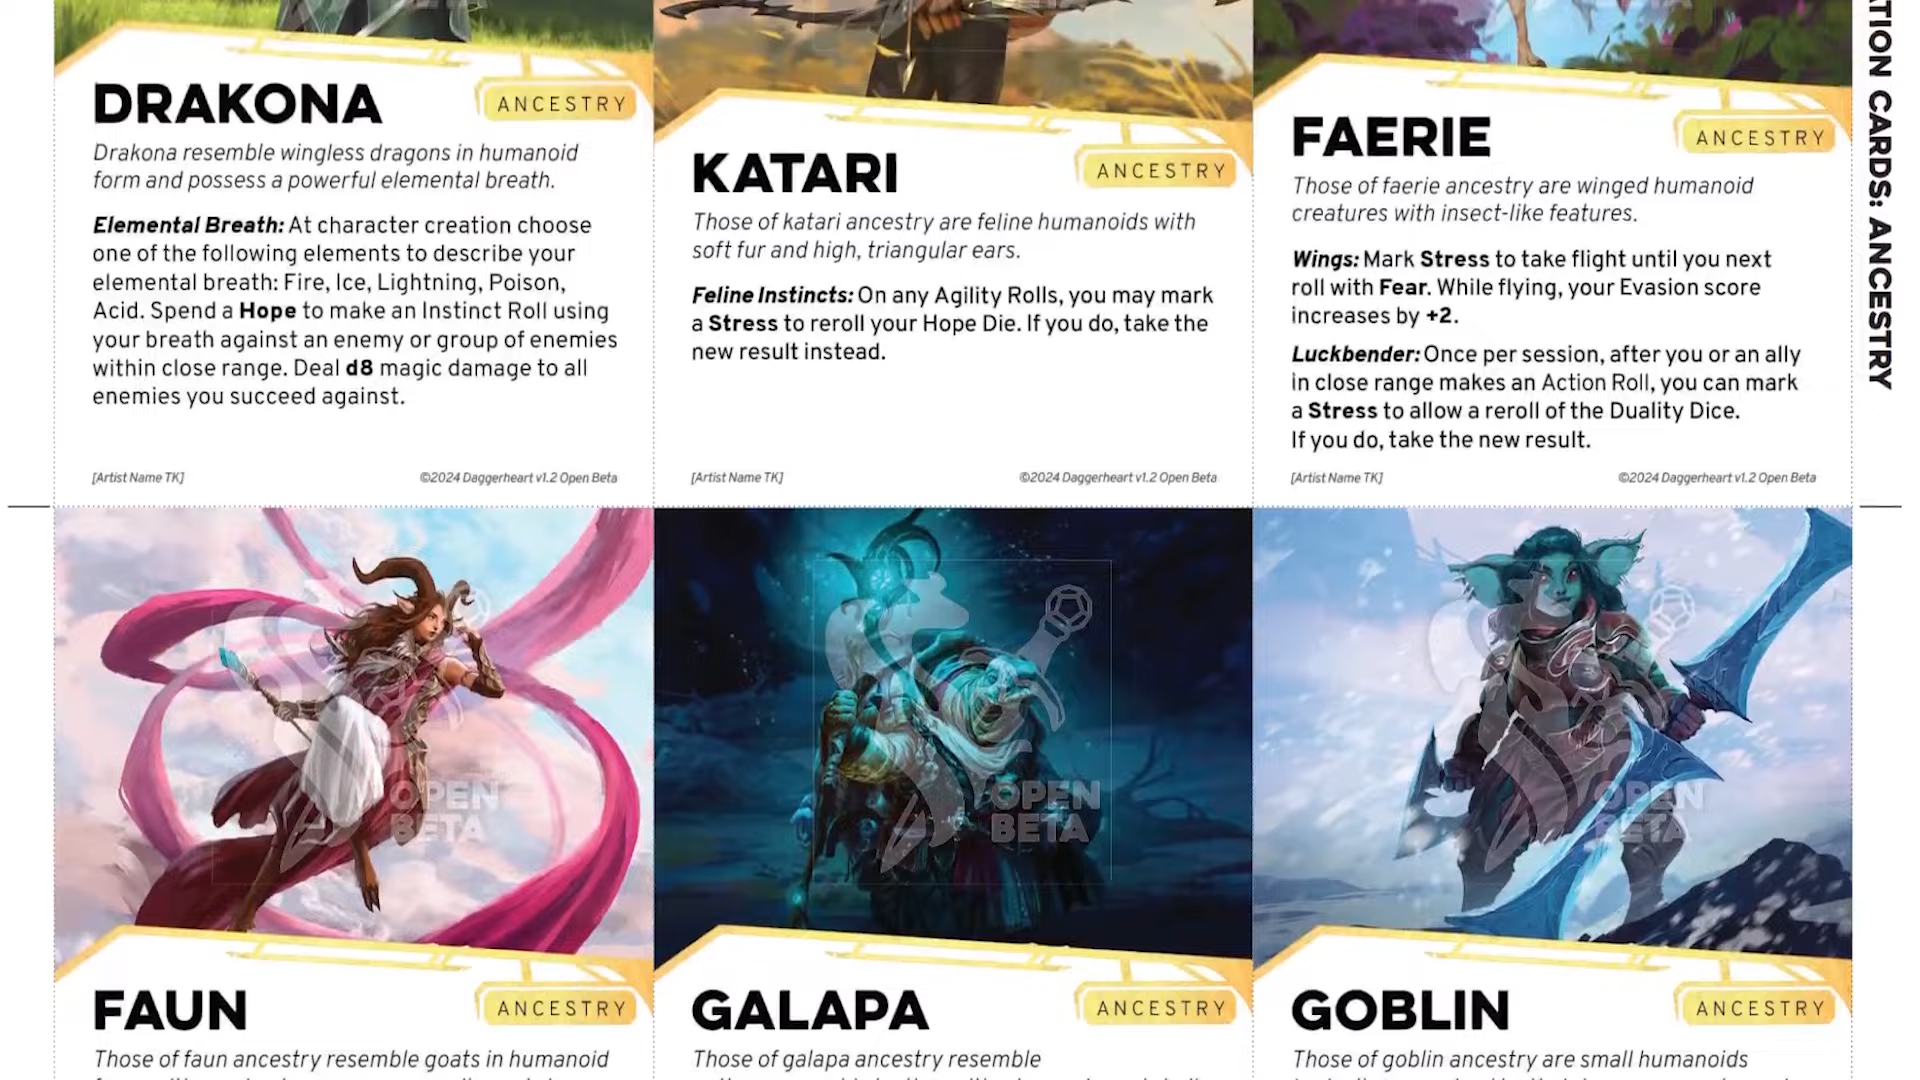 DRAKONA
ANCESTRY
Drakona resemble wingless dragons in humanoid
form and possess a powerful elemental breath.
Elemental Breath: At character creation choose
one of the following elements to describe your
elemental breath: Fire, Ice, Lightning, Poison,
Acid. Spend a Hope to make an Instinct Roll using
your breath against an enemy or group of enemies
within close range. Deal d8 magic damage to all
enemies you succeed against.
[Artist Name TK]
©2024 Daggerheart v1.2 Open Beta
KATARI
ANCESTRY
Those of katari ancestry are feline humanoids with
soft fur and high, triangular ears.
Feline Instincts: On any Agility Rolls, you may mark
a Stress to reroll your Hope Die. If you do, take the
new result instead.
[Artist Name TK]
©2024 Daggerheart v1.2 Open Beta
FAERIE
ANCESTRY
Those of faerie ancestry are winged humanoid
creatures with insect-like features.
Wings: Mark Stress to take flight until you next
roll with Fear. While flying, your Evasion score
increases by +2.
Luckbender: Once per session, after you or an ally
in close range makes an Action Roll, you can mark
a Stress to allow a reroll of the Duality Dice.
If you do, take the new result.
[Artist Name TK]
©2024 Daggerheart v1.2 Open Beta
CARDS: ANCESTRY
OPEN
BETA
OPEN
BETA
OPEN
BETA
FAUN
ANCESTRY
Those of faun ancestry resemble goats in humanoid
GALAPA
ANCESTRY
Those of galapa ancestry resemble
GOBLIN
ANCESTRY
Those of goblin ancestry are small humanoids